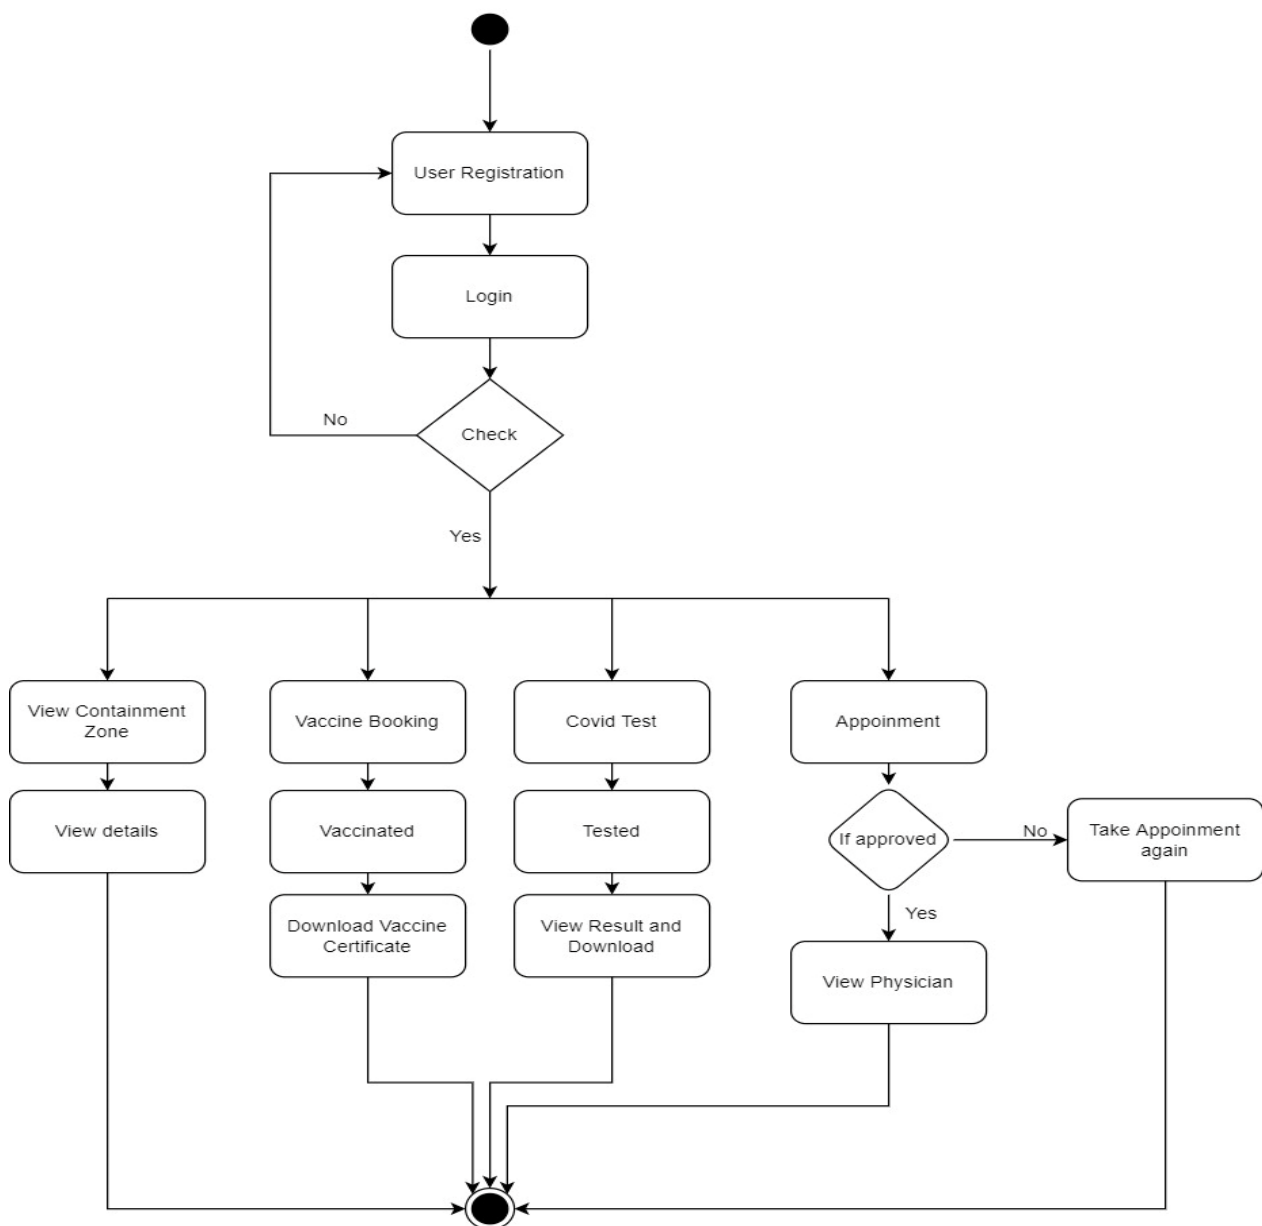 User Registration
Login
Check
No
Yes
View Containment
Zone
Vaccine Booking
Covid Test
Appoinment
View details
Vaccinated
Tested
If approved
No
Take Appoinment
again
Yes
Download Vaccine
Certificate
View Result and
Download
View Physician